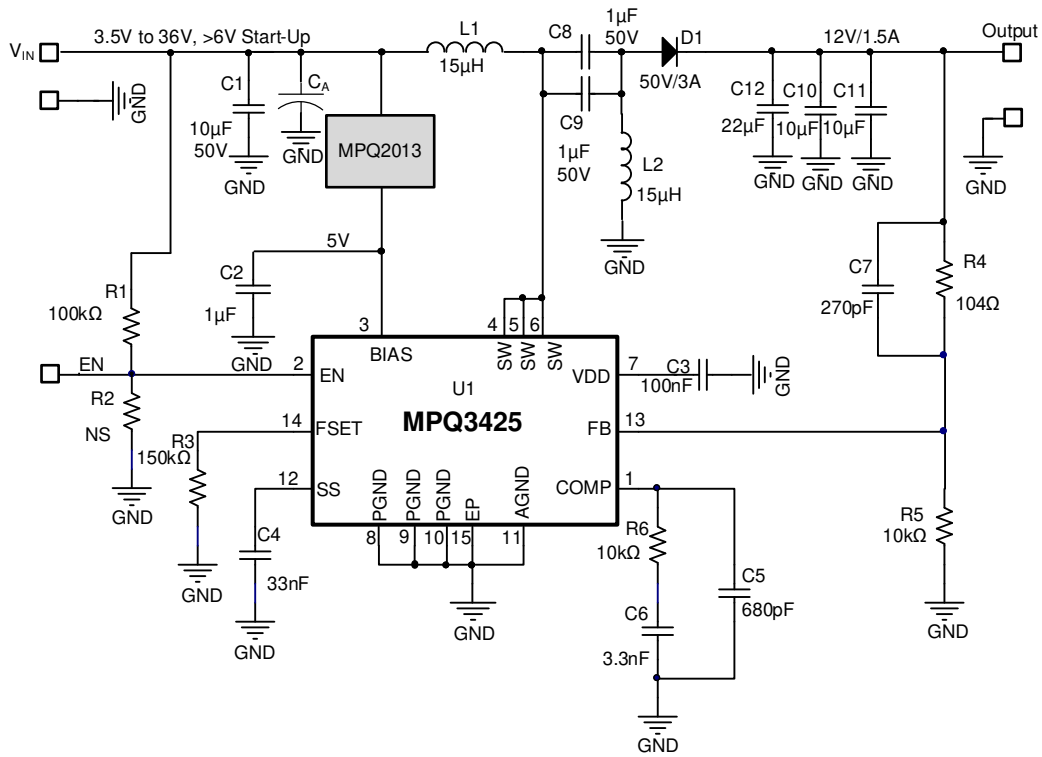 1µF
50V
Output
3.5V to 36V, >6V Start-Up
L1
C8
D1
12V/1.5A
VIN
15µH
50V/3A
GND
C1
10µF
50V
GND
CA
GND
C9
1µF
50V
C12
22µF
GND
C10
10µF
GND
C11
10µF
GND
GND
MPQ2013
L2
15µH
GND
5V
C2
1µF
GND
C7
270pF
R4
104Ω
R1
100kΩ
3
BIAS
4
5
6
SW
SW
SW
EN
2
EN
U1
MPQ3425
VDD
7
C3
100nF
GND
R2
NS
GND
14
FSET
R3
150kΩ
GND
FB
13
12
SS
C4
33nF
GND
COMP
1
PGND
PGND
PGND
EP
AGND
8
9
10
15
11
GND
R6
10kΩ
C5
680pF
C6
3.3nF
GND
R5
10kΩ
GND